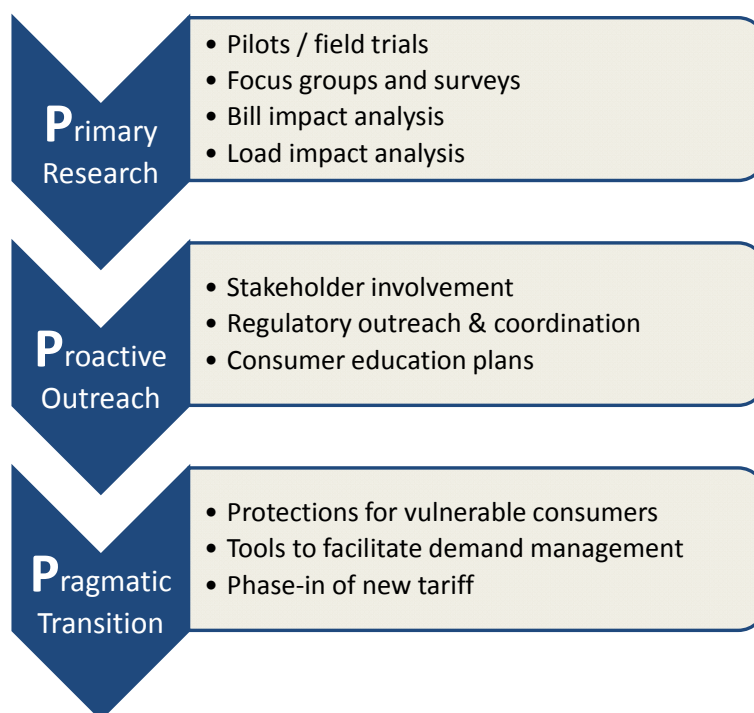 Primary
Research
• Pilots / field trials
• Focus groups and surveys
• Bill impact analysis
• Load impact analysis
Proactive
Outreach
• Stakeholder involvement
• Regulatory outreach & coordination
• Consumer education plans
Pragmatic
Transition
• Protections for vulnerable consumers
• Tools to facilitate demand management
• Phase-in of new tariff